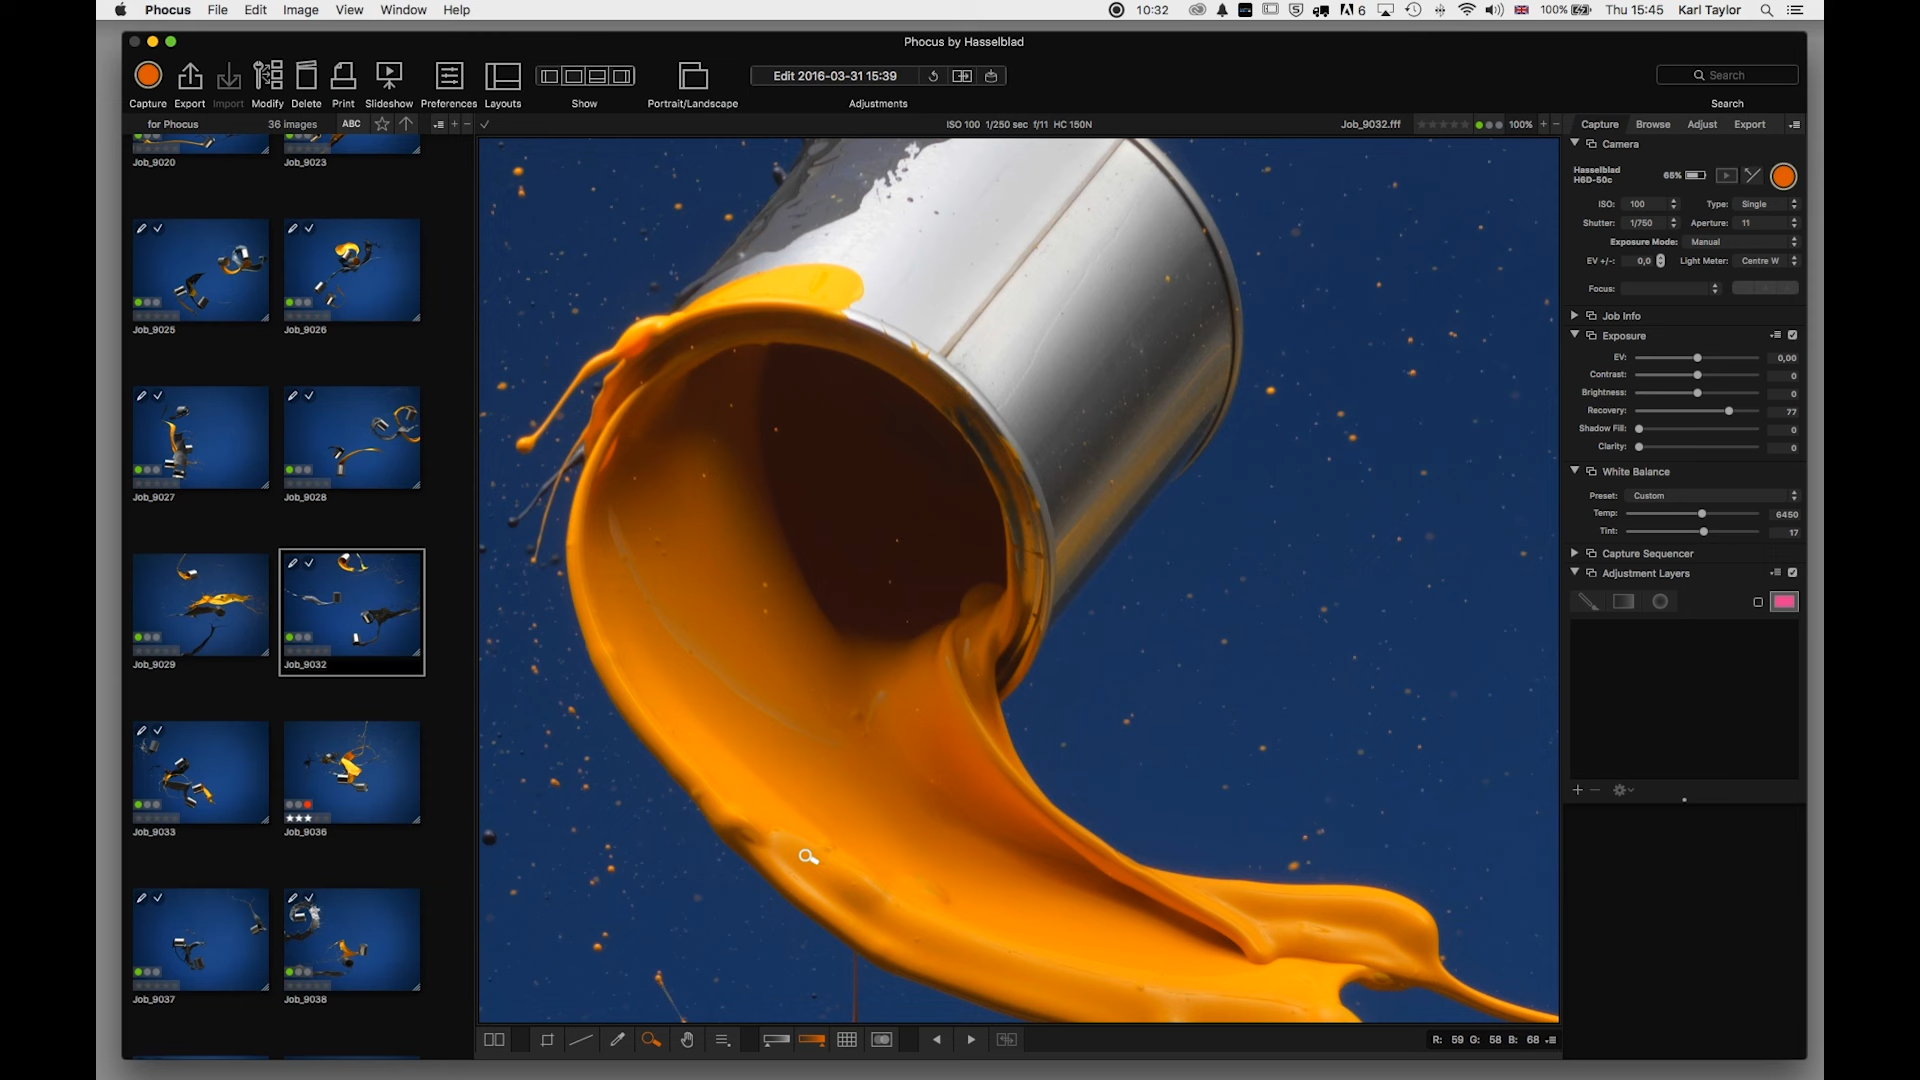 Phocus File Edit Image View Window Help
10:32 6 100% Thu 15:45 Karl Taylor
Phocus by Hasselblad
Edit 2016-03-31 15:39
Search
Capture Export Import Modify Delete Print Slideshow Preferences Layouts Show Portrait/Landscape Adjustments Search
for Phocus 36 images ABC
ISO 100 1/250 sec f/11 HC 150N
Job_9032.fff 100%
Capture Browse Adjust Export
Job_9020 Job_9023
Job_9025 Job_9026
Job_9027 Job_9028
Job_9029 Job_9032
Job_9033 Job_9036
Job_9037 Job_9038
Camera
Hasselblad
H6D-50c
65%
ISO: 100 Type: Single
Shutter: 1/750 Aperture: 11
Exposure Mode: Manual
EV +/-: 0,0 Light Meter: Centre W
Focus:
Job Info
Exposure
EV: 0,00
Contrast: 0
Brightness: 0
Recovery: 77
Shadow Fill: 0
Clarity: 0
White Balance
Preset: Custom
Temp: 6450
Tint: 17
Capture Sequencer
Adjustment Layers
R: 59 G: 58 B: 68